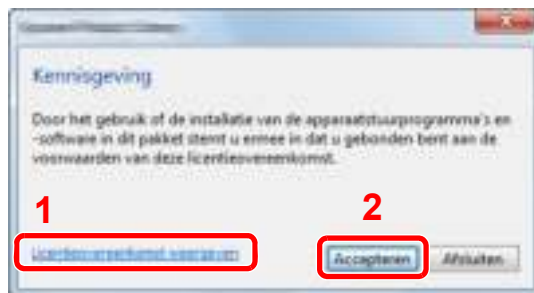 Kennisgeving
Door het gebruik of de installatie van de apparaatstuurprogramma's en
-software in dit pakket stemt u ermee in dat u gebonden bent aan de
voorwaarden van deze licentieovereenkomst.
1
2
Licentieovereenkomst weergeven
Accepteren Afsluiten